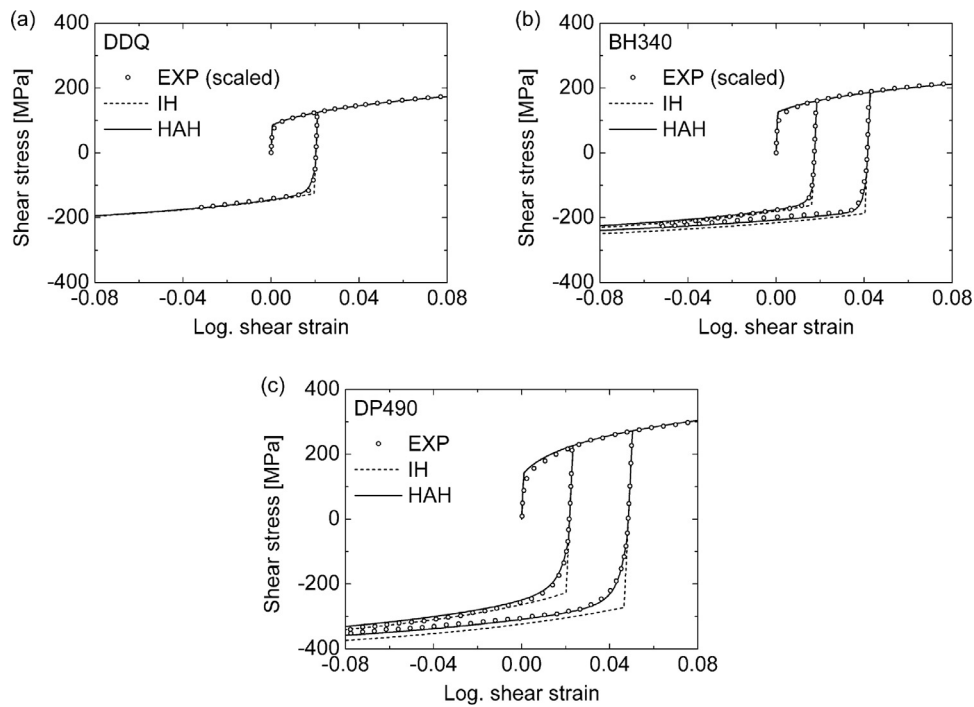 (a)
DDQ
EXP (scaled)
IH
HAH
Shear stress [MPa]
400
200
0
-200
-400
-0.08 -0.04 0.00 0.04 0.08
Log. shear strain
(b)
BH340
EXP (scaled)
IH
HAH
Shear stress [MPa]
400
200
0
-200
-400
-0.08 -0.04 0.00 0.04 0.08
Log. shear strain
(c)
DP490
EXP
IH
HAH
Shear stress [MPa]
400
200
0
-200
-400
-0.08 -0.04 0.00 0.04 0.08
Log. shear strain